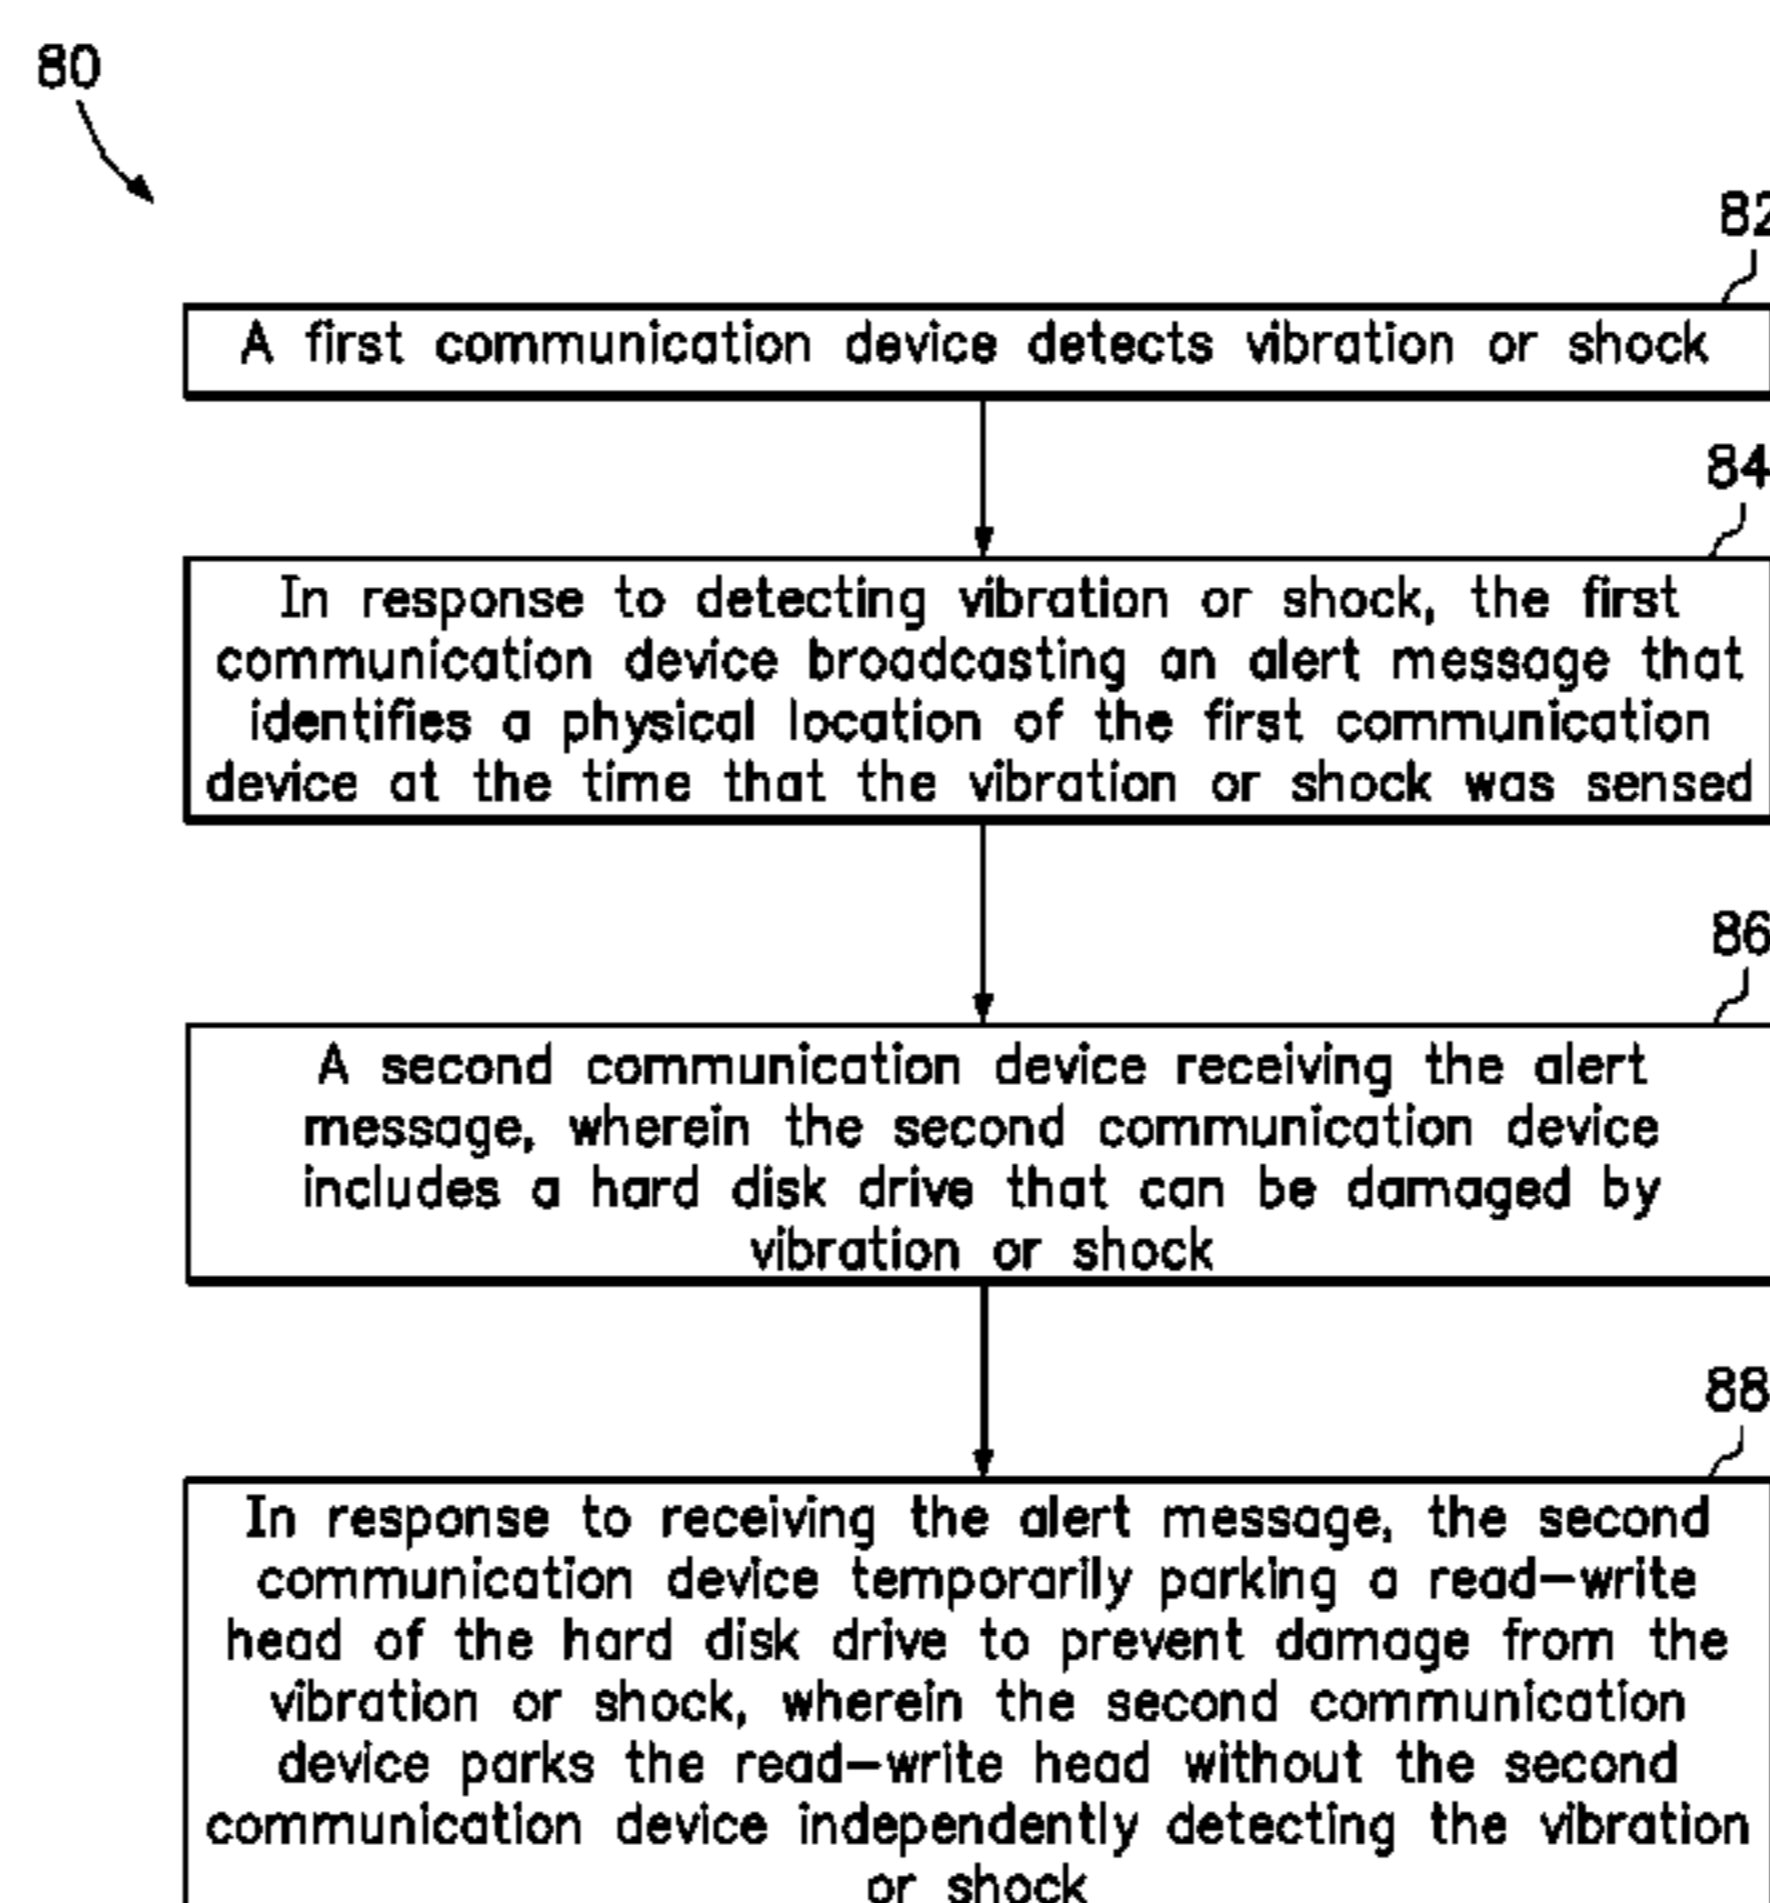 80
82
A first communication device detects vibration or shock
84
In response to detecting vibration or shock, the first
communication device broadcasting an alert message that
identifies a physical location of the first communication
device at the time that the vibration or shock was sensed
86
A second communication device receiving the alert
message, wherein the second communication device
includes a hard disk drive that can be damaged by
vibration or shock
88
In response to receiving the alert message, the second
communication device temporarily parking a read-write
head of the hard disk drive to prevent damage from the
vibration or shock, wherein the second communication
device parks the read-write head without the second
communication device independently detecting the vibration
or shock